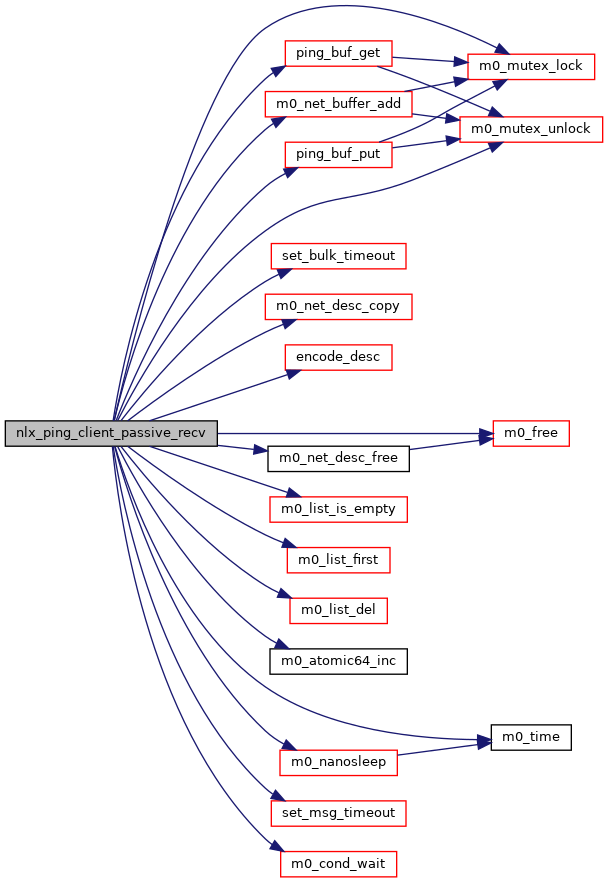 ping_buf_get
m0_mutex_lock
m0_net_buffer_add
m0_mutex_unlock
ping_buf_put
set_bulk_timeout
m0_net_desc_copy
encode_desc
nlx_ping_client_passive_recv
m0_free
m0_net_desc_free
m0_list_is_empty
m0_list_first
m0_list_del
m0_atomic64_inc
m0_time
m0_nanosleep
set_msg_timeout
m0_cond_wait